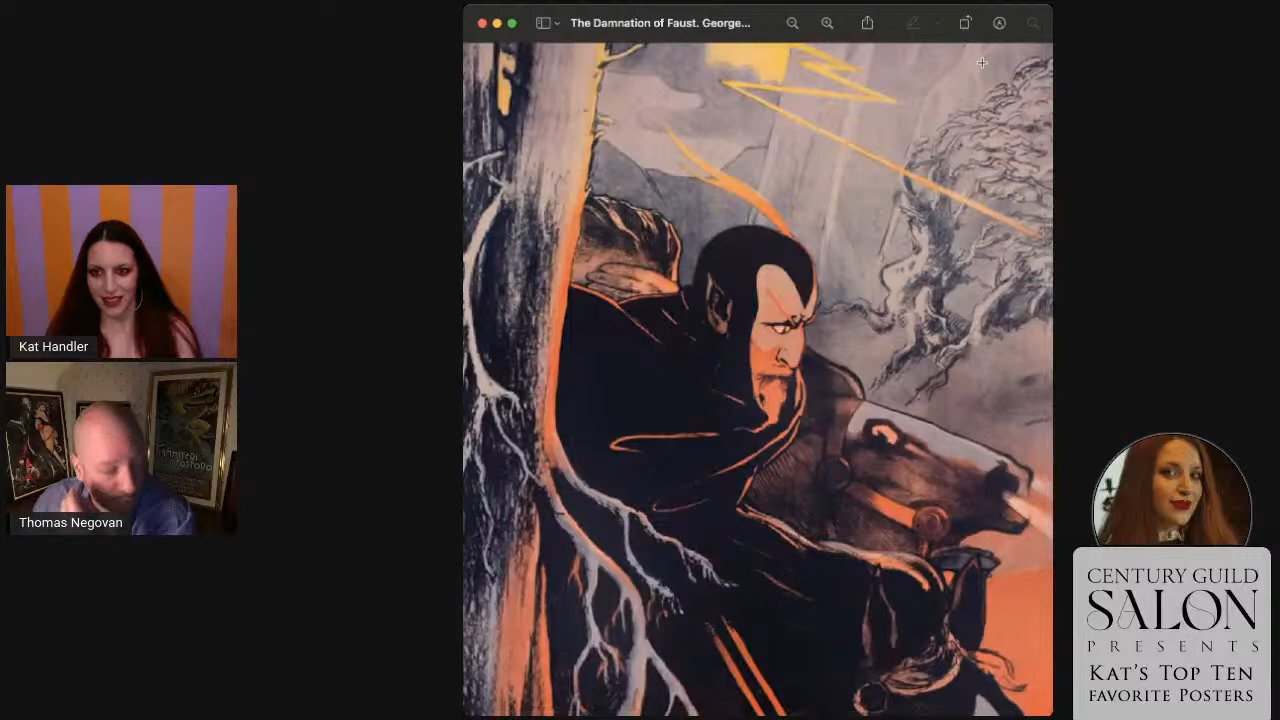 The Damnation of Faust. George...
Kat Handler
Thomas Negovan
CENTURY GUILD
SALON
PRESENTS
KAT'S TOP TEN
FAVORITE POSTERS